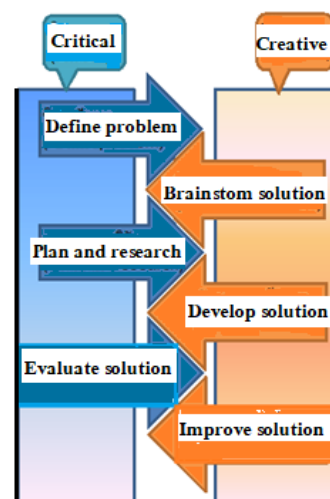 Critical
Creative
Define problem
Brainstom solution
Plan and research
Develop solution
Evaluate solution
Improve solution